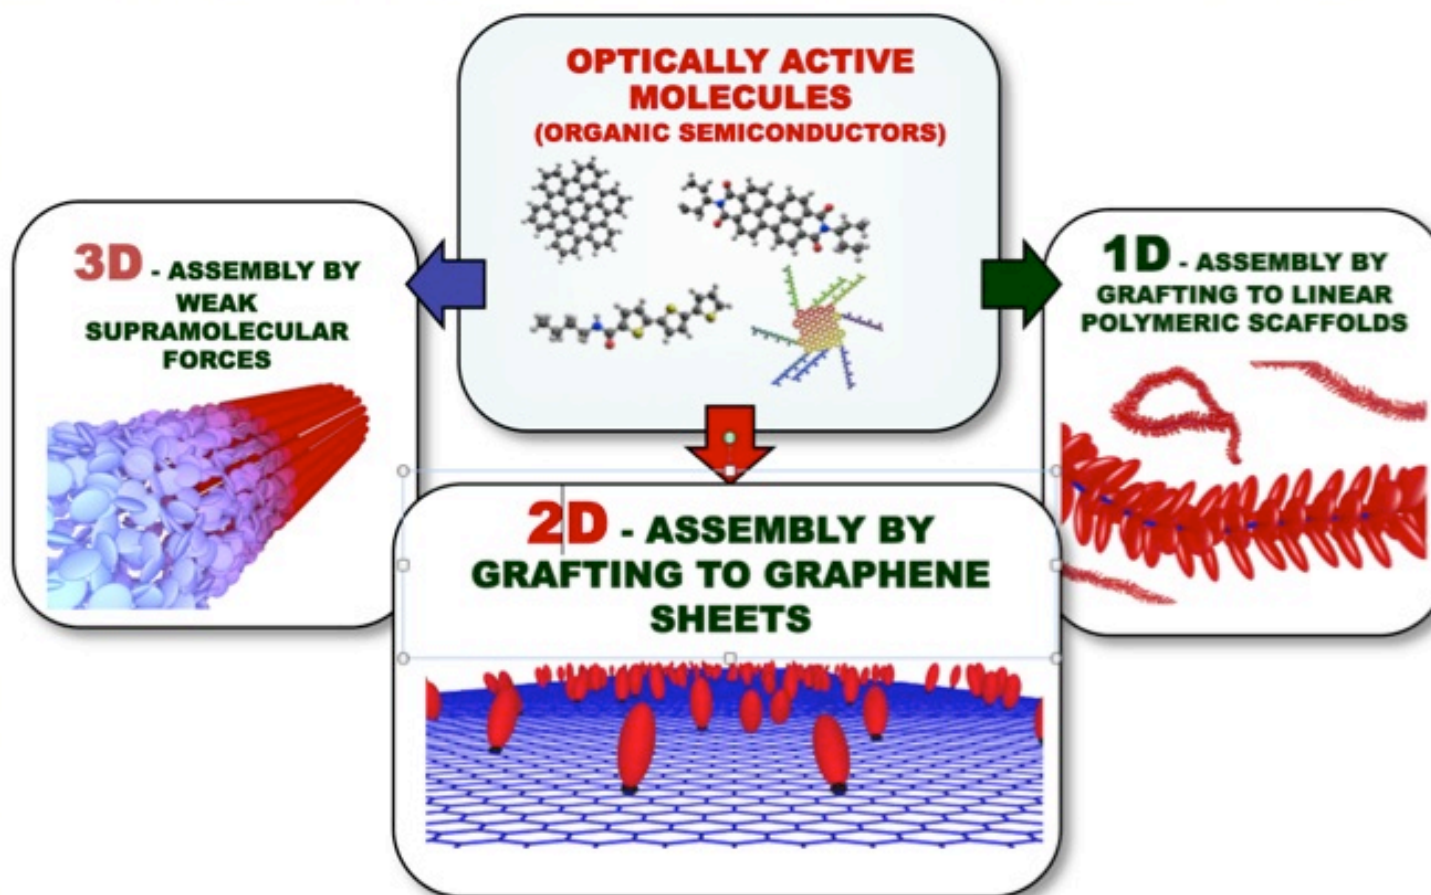 OPTICALLY ACTIVE
MOLECULES
(ORGANIC SEMICONDUCTORS)
3D - ASSEMBLY BY
WEAK
SUPRAMOLECULAR
FORCES
1D - ASSEMBLY BY
GRAFTING TO LINEAR
POLYMERIC SCAFFOLDS
2D - ASSEMBLY BY
GRAFTING TO GRAPHENE
SHEETS